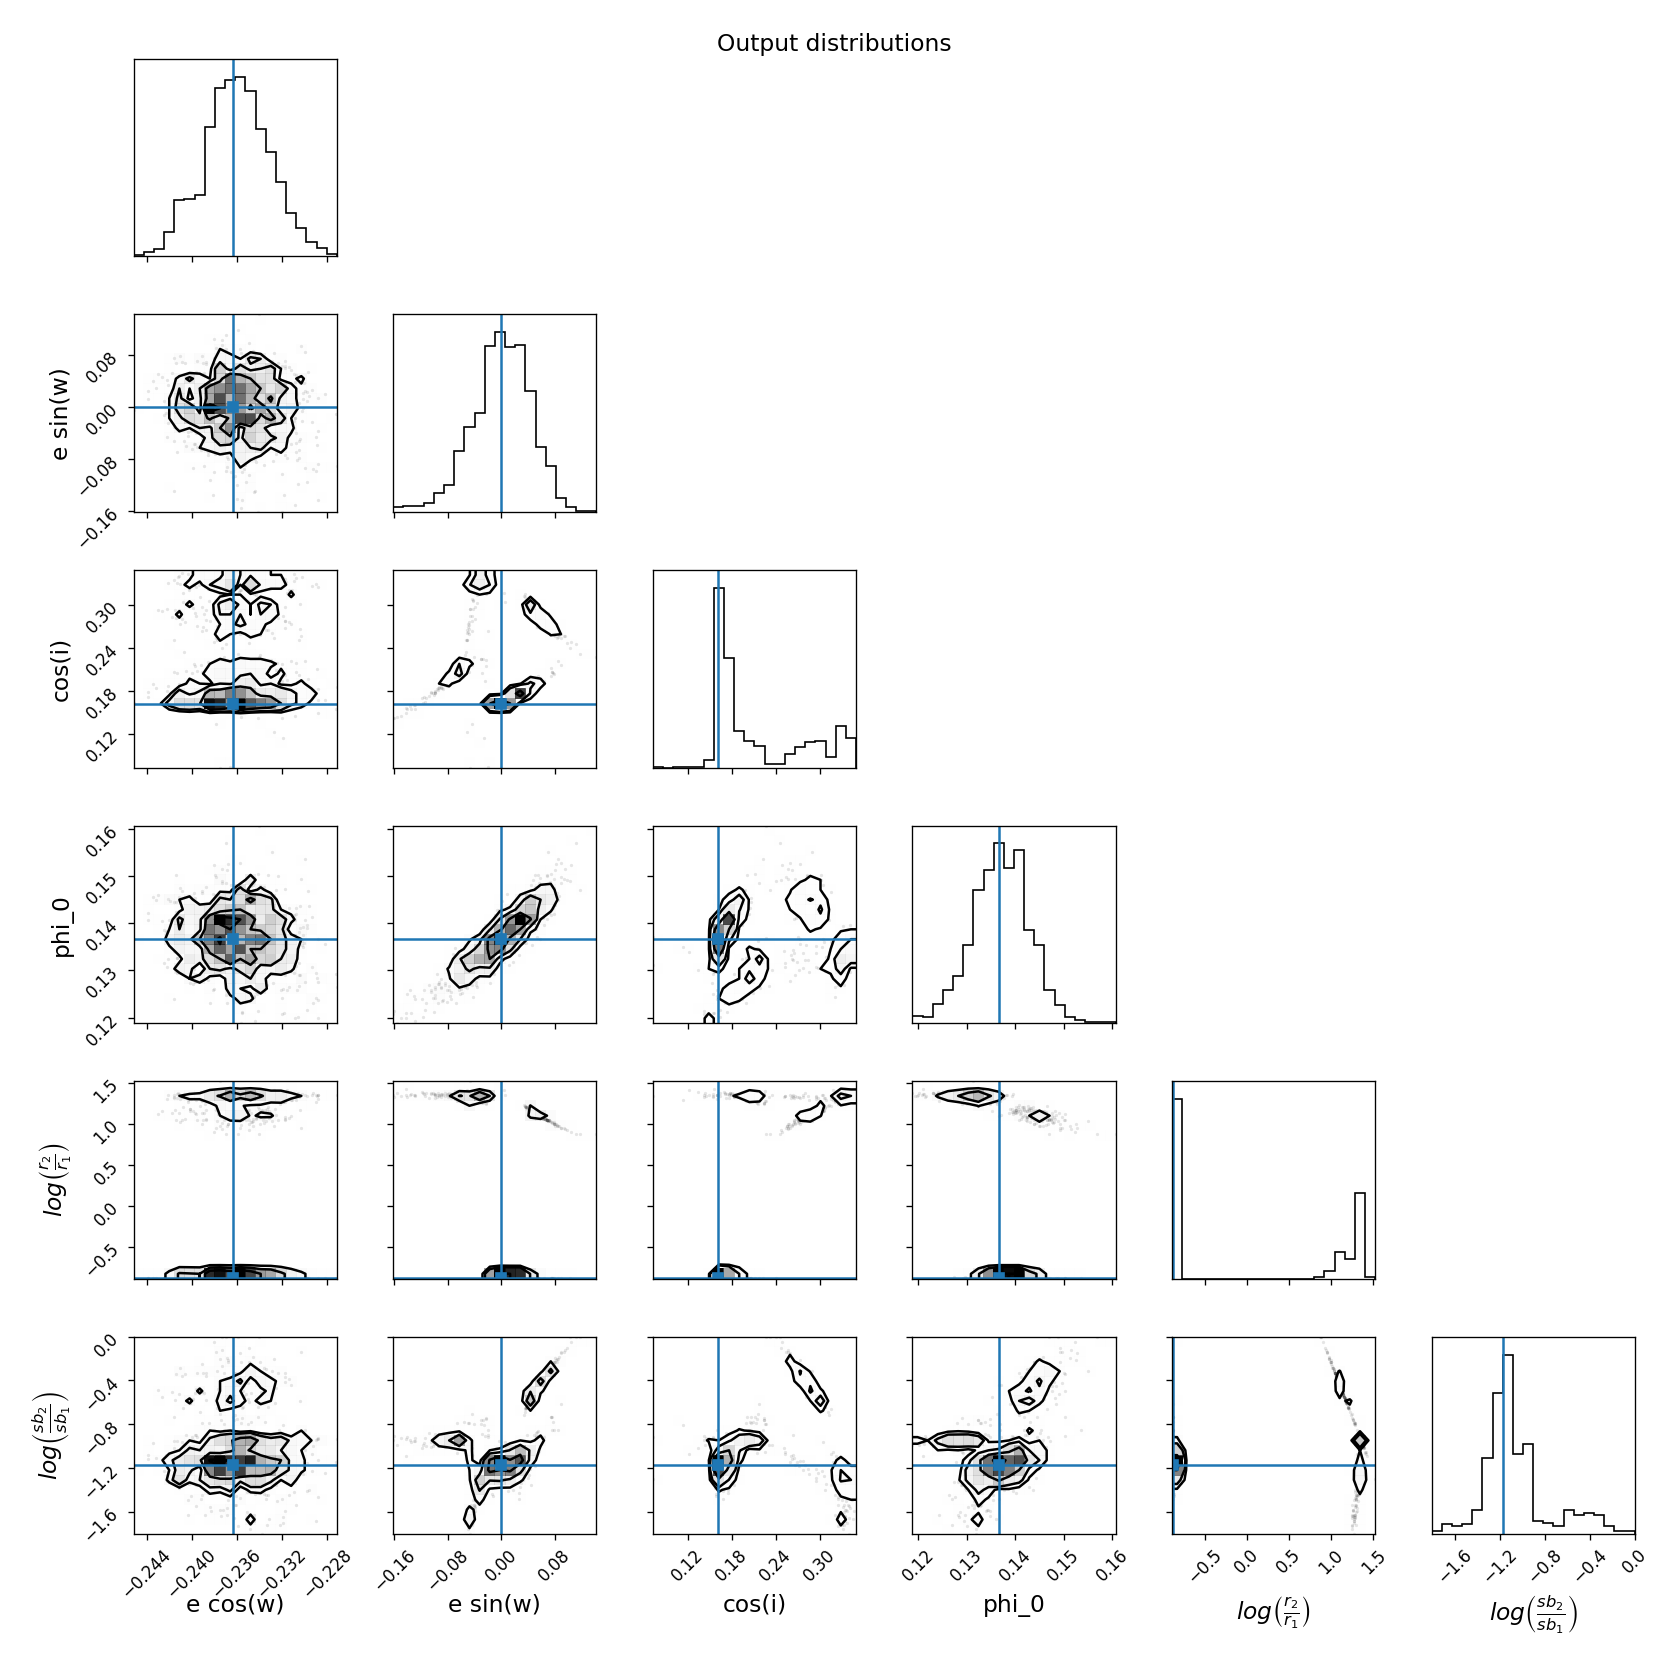 Output distributions
0.08
0.00
−0.08
−0.16
e sin(w)
0.30
0.24
0.18
0.12
cos(i)
0.16
0.15
0.14
0.13
0.12
phi_0
1.5
1.0
0.5
0.0
−0.5
log(r2/r1)
0.0
−0.4
−0.8
−1.2
−1.6
log(sb2/sb1)
−0.244 −0.240 −0.236 −0.232 −0.228
e cos(w)
−0.16 −0.08 0.00 0.08
e sin(w)
0.12 0.18 0.24 0.30
cos(i)
0.12 0.13 0.14 0.15 0.16
phi_0
−0.5 0.0 0.5 1.0 1.5
log(r2/r1)
−1.6 −1.2 −0.8 −0.4 0.0
log(sb2/sb1)